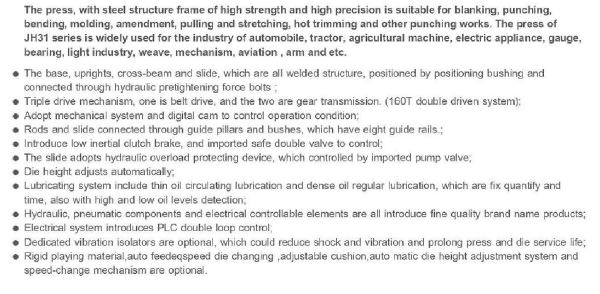 The press, with steel structure frame of high strength and high precision is suitable for blanking, punching,
bending, molding, amendment, pulling and stretching, hot trimming and other punching works. The press of
JH31 series is widely used for the industry of automobile, tractor, agricultural machine, electric appliance, gauge,
bearing, light industry, weave, mechanism, aviation , arm and etc.
● The base, uprights, cross-beam and slide, which are all welded structure, positioned by positioning bushing and
connected through hydraulic pretightening force bolts ;
● Triple drive mechanism, one is belt drive, and the two are gear transmission. (160T double driven system);
● Adopt mechanical system and digital cam to control operation condition;
● Rods and slide connected through guide pillars and bushes, which have eight guide rails.;
● Introduce low inertial clutch brake, and imported safe double valve to control;
● The slide adopts hydraulic overload protecting device, which controlled by imported pump valve;
● Die height adjusts automatically;
● Lubricating system include thin oil circulating lubrication and dense oil regular lubrication, which are fix quantify and
time, also with high and low oil levels detection;
● Hydraulic, pneumatic components and electrical controllable elements are all introduce fine quality brand name products;
● Electrical system introduces PLC double loop control;
● Dedicated vibration isolators are optional, which could reduce shock and vibration and prolong press and die service life;
● Rigid playing material,auto feedeqspeed die changing ,adjustable cushion,auto matic die height adjustment system and
speed-change mechanism are optional.